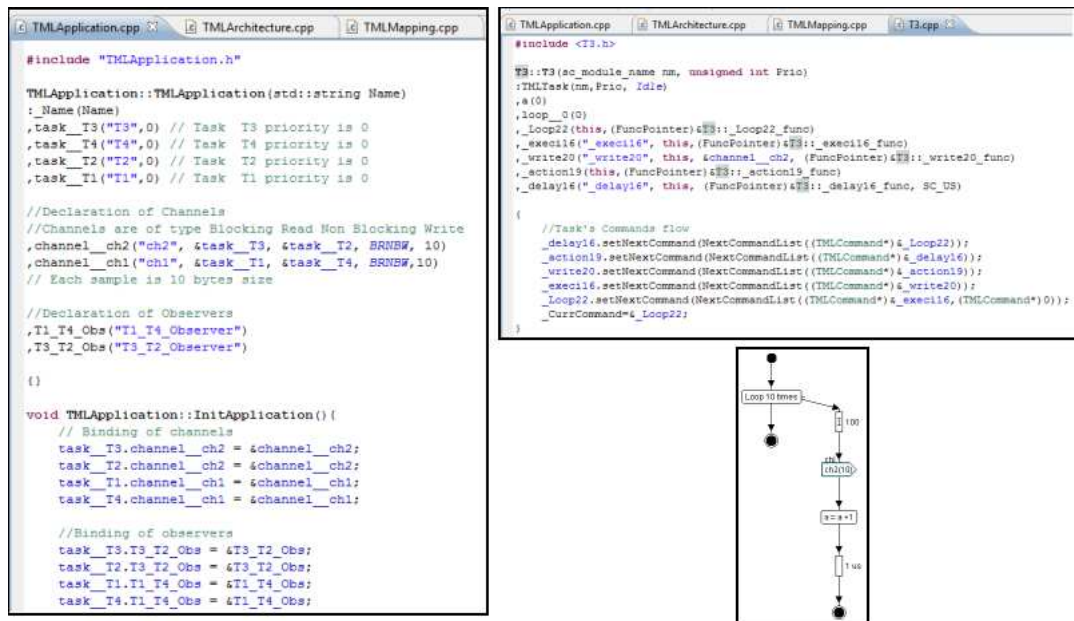 TMLApplication.cpp TMLArchitecture.cpp TMLMapping.cpp
#include "TMLApplication.h"
TMLApplication::TMLApplication(std::string Name)
:_Name(Name)
,task__T3("T3",0) // Task T3 priority is 0
,task__T4("T4",0) // Task T4 priority is 0
,task__T2("T2",0) // Task T2 priority is 0
,task__T1("T1",0) // Task T1 priority is 0
//Declaration of Channels
//Channels are of type Blocking Read Non Blocking Write
,channel__ch2("ch2", &task__T3, &task__T2, BRNBW, 10)
,channel__ch1("ch1", &task__T1, &task__T4, BRNBW,10)
// Each sample is 10 bytes size
//Declaration of Observers
,T1_T4_Obs("T1_T4_Observer")
,T3_T2_Obs("T3_T2_Observer")
{}
void TMLApplication::InitApplication(){
// Binding of channels
task__T3.channel__ch2 = &channel__ch2;
task__T2.channel__ch2 = &channel__ch2;
task__T1.channel__ch1 = &channel__ch1;
task__T4.channel__ch1 = &channel__ch1;
//Binding of observers
task__T3.T3_T2_Obs = &T3_T2_Obs;
task__T2.T3_T2_Obs = &T3_T2_Obs;
task__T1.T1_T4_Obs = &T1_T4_Obs;
task__T4.T1_T4_Obs = &T1_T4_Obs;
TMLApplication.cpp TMLArchitecture.cpp TMLMapping.cpp T3.cpp
#include <T3.h>
T3::T3(sc_module_name nm, unsigned int Prio)
:TMLTask(nm,Prio, Idle)
,a(0)
,loop__0(0)
,_Loop22(this,(FuncPointer)&T3::_Loop22_func)
,_execi16("_execi16", this,(FuncPointer)&T3::_execi16_func)
,_write20("_write20", this, &channel__ch2, (FuncPointer)&T3::_write20_func)
,_action19(this,(FuncPointer)&T3::_action19_func)
,_delay16("_delay16", this, (FuncPointer)&T3::_delay16_func, SC_US)
{
//Task's Commands flow
_delay16.setNextCommand(NextCommandList((TMLCommand*)&_Loop22));
_action19.setNextCommand(NextCommandList((TMLCommand*)&_delay16));
_write20.setNextCommand(NextCommandList((TMLCommand*)&_action19));
_execi16.setNextCommand(NextCommandList((TMLCommand*)&_write20));
_Loop22.setNextCommand(NextCommandList((TMLCommand*)&_execi16,(TMLCommand*)0));
_CurrCommand=&_Loop22;
}
Loop 10 times
I 100
chl
ch2(10)
a = a +1
1 us